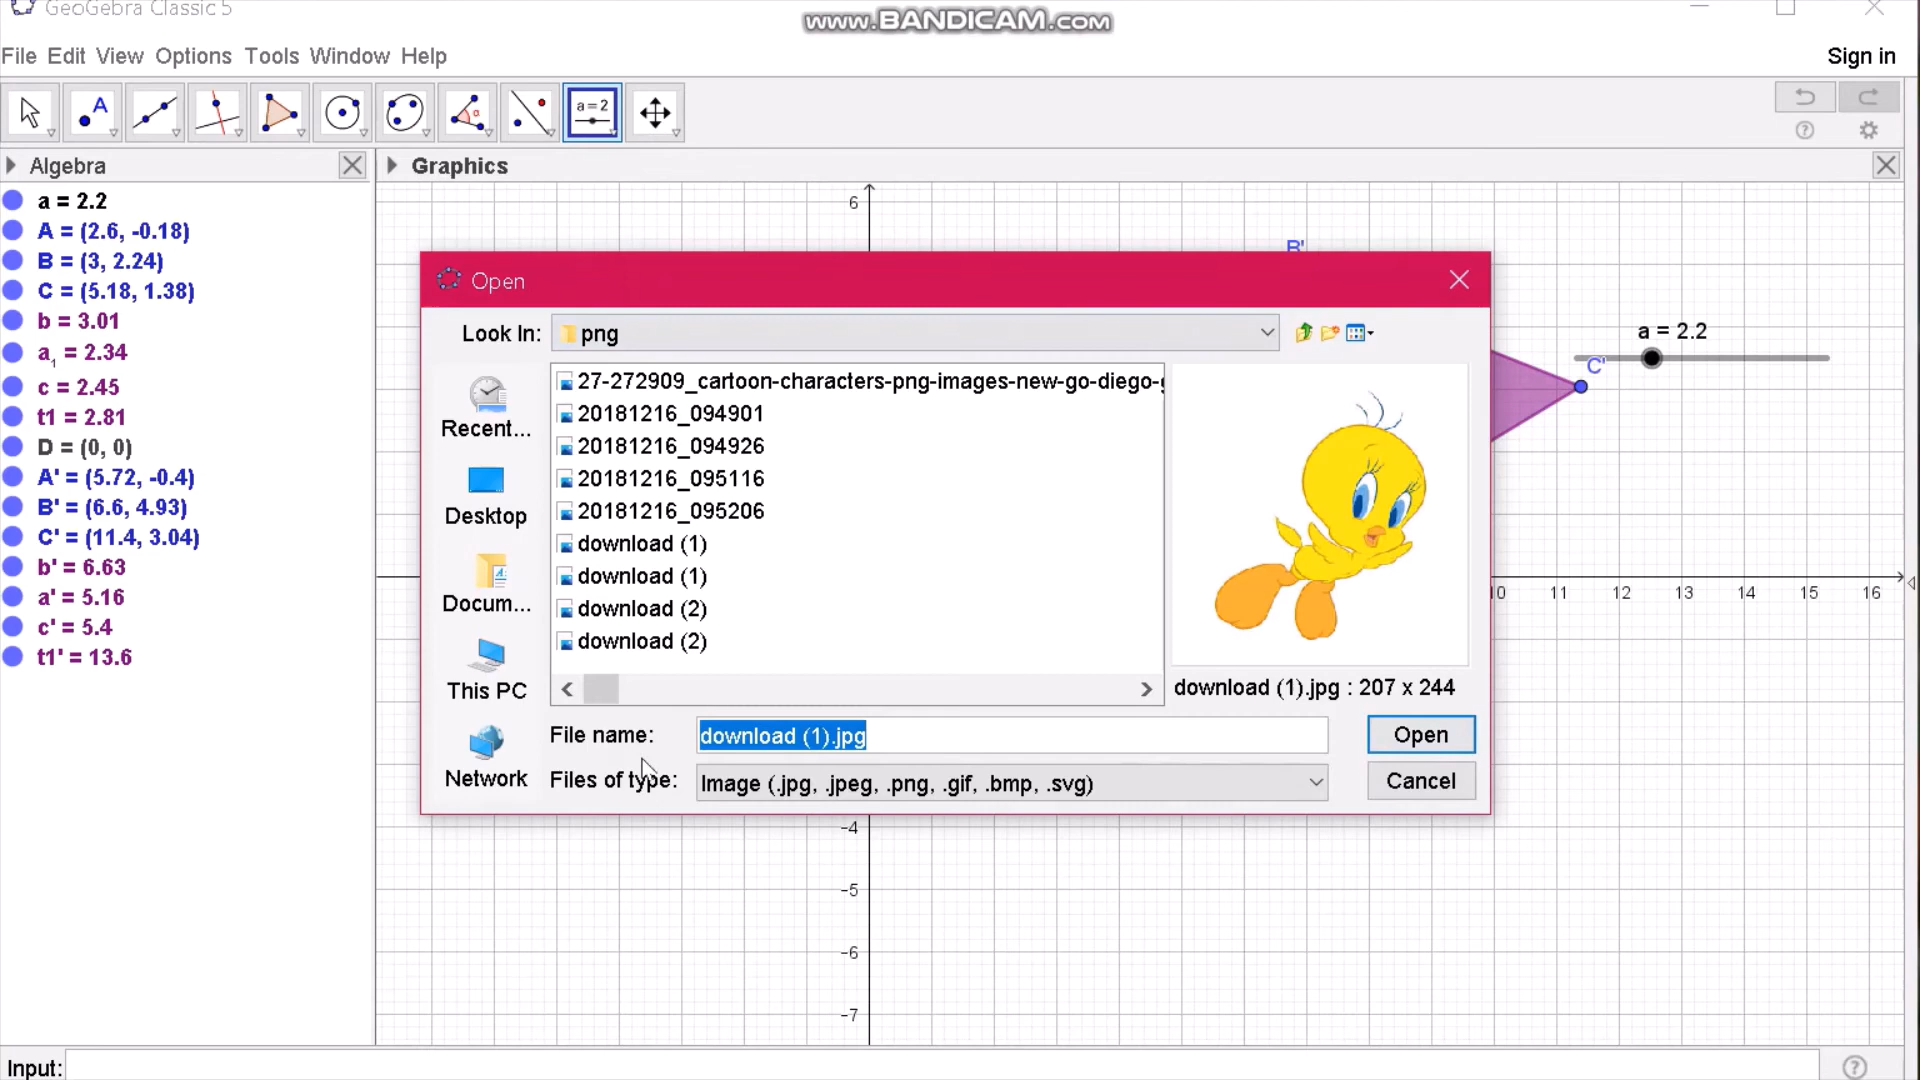 GeoGebra Classic 5
www.BANDICAM.com
File Edit View Options Tools Window Help
Sign in
A
α
a = 2
Algebra
Graphics
a = 2.2
A = (2.6, -0.18)
B = (3, 2.24)
C = (5.18, 1.38)
b = 3.01
a₁ = 2.34
c = 2.45
t1 = 2.81
D = (0, 0)
A' = (5.72, -0.4)
B' = (6.6, 4.93)
C' = (11.4, 3.04)
b' = 6.63
a' = 5.16
c' = 5.4
t1' = 13.6
6
B'
a = 2.2
C'
Open
Look In:
png
Recent...
Desktop
Docum...
This PC
Network
27-272909_cartoon-characters-png-images-new-go-diego-
20181216_094901
20181216_094926
20181216_095116
20181216_095206
download (1)
download (1)
download (2)
download (2)
download (1).jpg : 207 x 244
File name:
download (1).jpg
Open
Files of type:
Image (.jpg, .jpeg, .png, .gif, .bmp, .svg)
Cancel
10 11 12 13 14 15 16
-4
-5
-6
-7
Input: